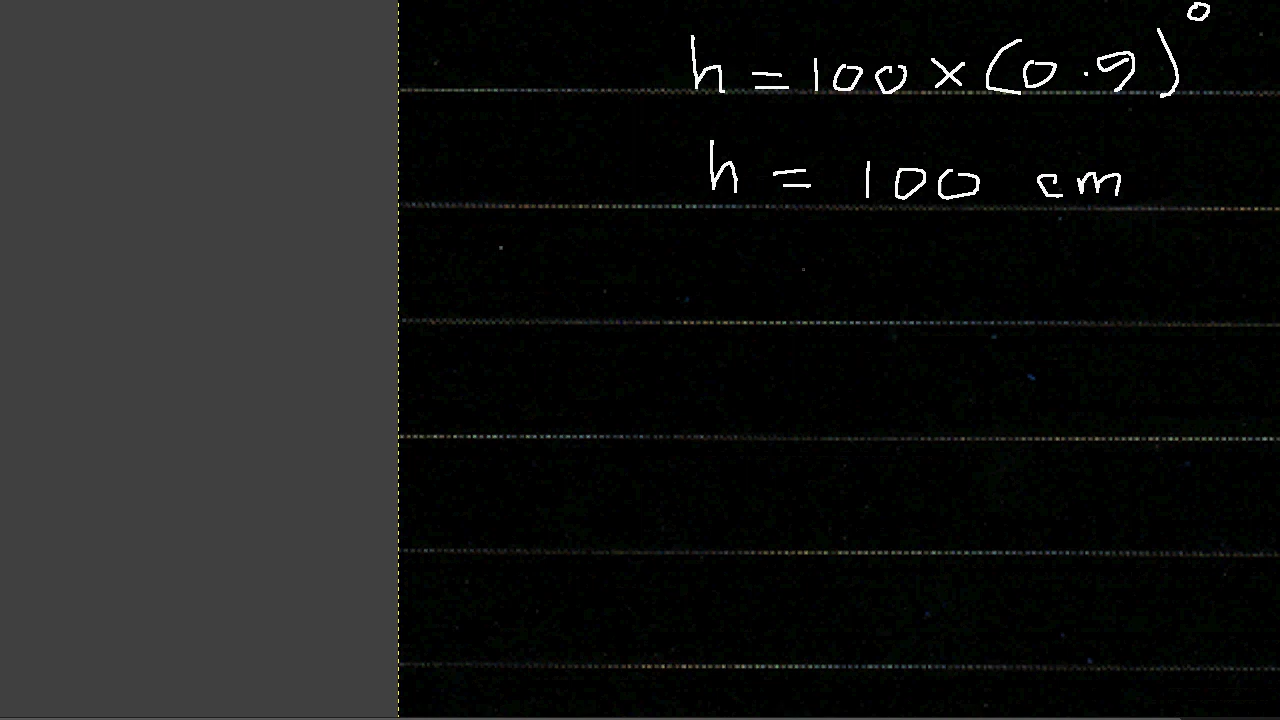 h = 100 × (0.9)⁰
h = 100 cm